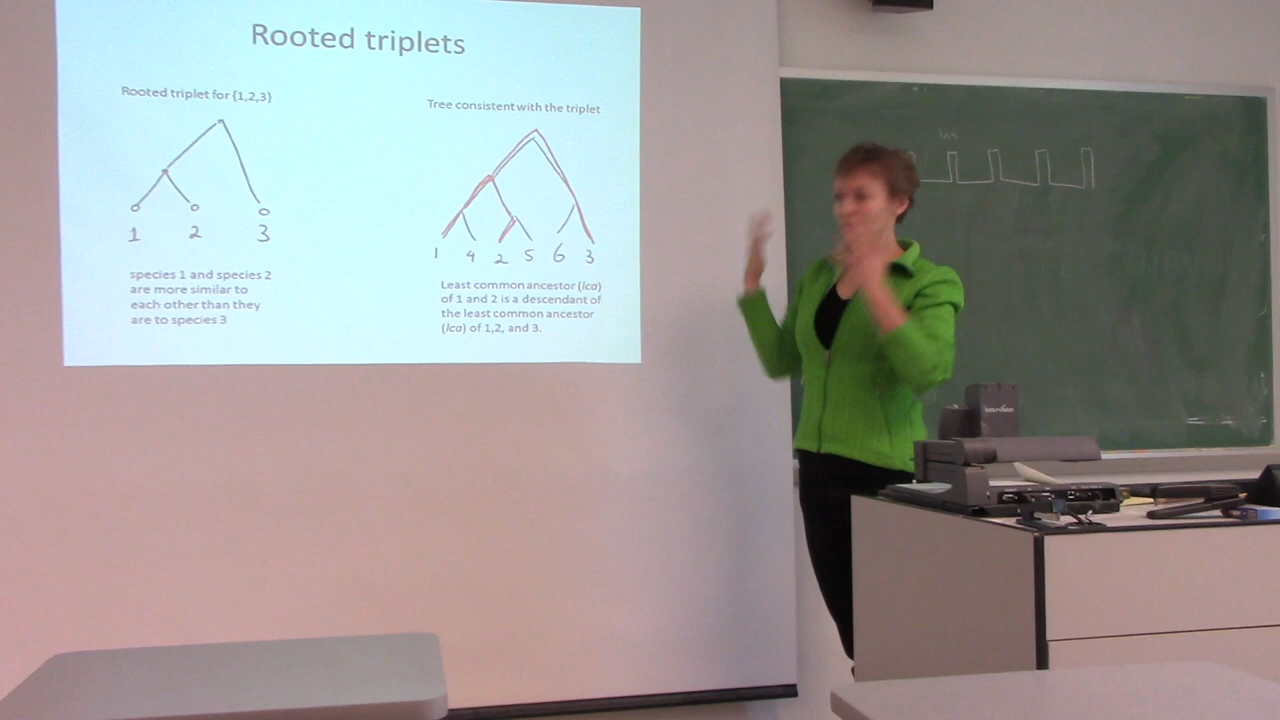 Rooted triplets
Rooted triplet for {1,2,3}
1 2 3
species 1 and species 2
are more similar to
each other than they
are to species 3
Tree consistent with the triplet
1 4 2 5 6 3
Least common ancestor (lca)
of 1 and 2 is a descendant of
the least common ancestor
(lca) of 1,2, and 3.